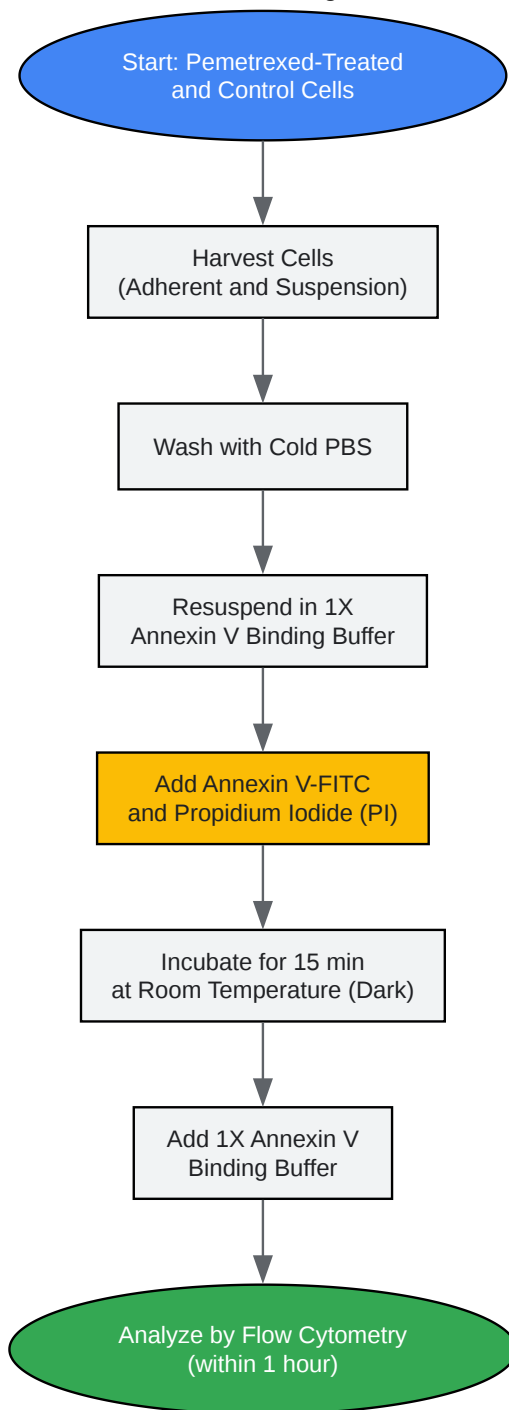 Start: Pemetrexed-Treated
and Control Cells
Harvest Cells
(Adherent and Suspension)
Wash with Cold PBS
Resuspend in 1X
Annexin V Binding Buffer
Add Annexin V-FITC
and Propidium Iodide (PI)
Incubate for 15 min
at Room Temperature (Dark)
Add 1X Annexin V
Binding Buffer
Analyze by Flow Cytometry
(within 1 hour)